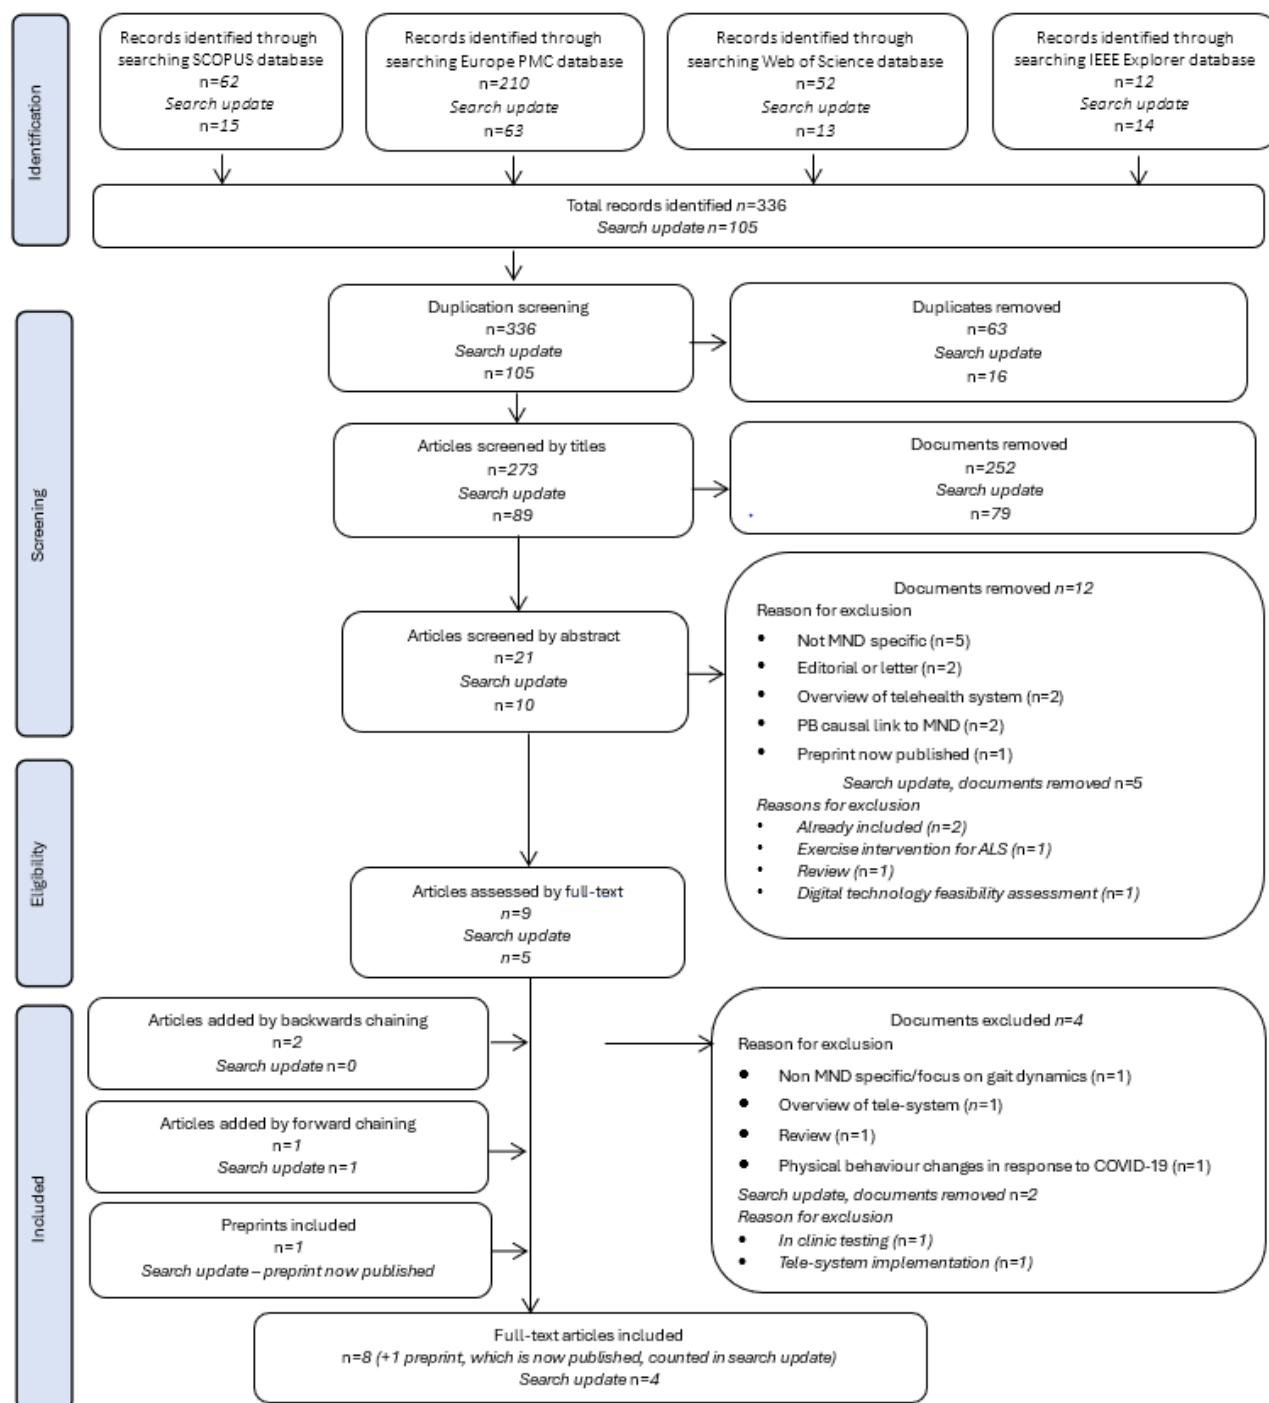 Identification
Records identified through
searching SCOPUS database
n=62
Search update
n=15
Records identified through
searching Europe PMC database
n=210
Search update
n=63
Records identified through
searching Web of Science database
n=52
Search update
n=13
Records identified through
searching IEEE Explorer database
n=12
Search update
n=14
Total records identified n=336
Search update n=105
Screening
Duplication screening
n=336
Search update
n=105
Duplicates removed
n=63
Search update
n=16
Articles screened by titles
n=273
Search update
n=89
Documents removed
n=252
Search update
n=79
Articles screened by abstract
n=21
Search update
n=10
Documents removed n=12
Reason for exclusion
• Not MND specific (n=5)
• Editorial or letter (n=2)
• Overview of telehealth system (n=2)
• PB causal link to MND (n=2)
• Preprint now published (n=1)
Search update, documents removed n=5
Reasons for exclusion
• Already included (n=2)
• Exercise intervention for ALS (n=1)
• Review (n=1)
• Digital technology feasibility assessment (n=1)
Eligibility
Articles assessed by full-text
n=9
Search update
n=5
Included
Articles added by backwards chaining
n=2
Search update n=0
Articles added by forward chaining
n=1
Search update n=1
Preprints included
n=1
Search update – preprint now published
Documents excluded n=4
Reason for exclusion
• Non MND specific/focus on gait dynamics (n=1)
• Overview of tele-system (n=1)
• Review (n=1)
• Physical behaviour changes in response to COVID-19 (n=1)
Search update, documents removed n=2
Reason for exclusion
• In clinic testing (n=1)
• Tele-system implementation (n=1)
Full-text articles included
n=8 (+1 preprint, which is now published, counted in search update)
Search update n=4